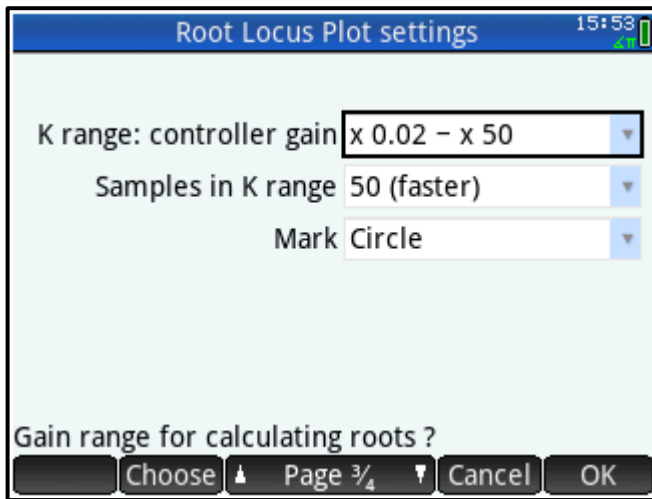 Root Locus Plot settings 15:53
∠π
K range: controller gain x 0.02 – x 50
Samples in K range 50 (faster)
Mark Circle
Gain range for calculating roots ?
Choose Page ¾ Cancel OK